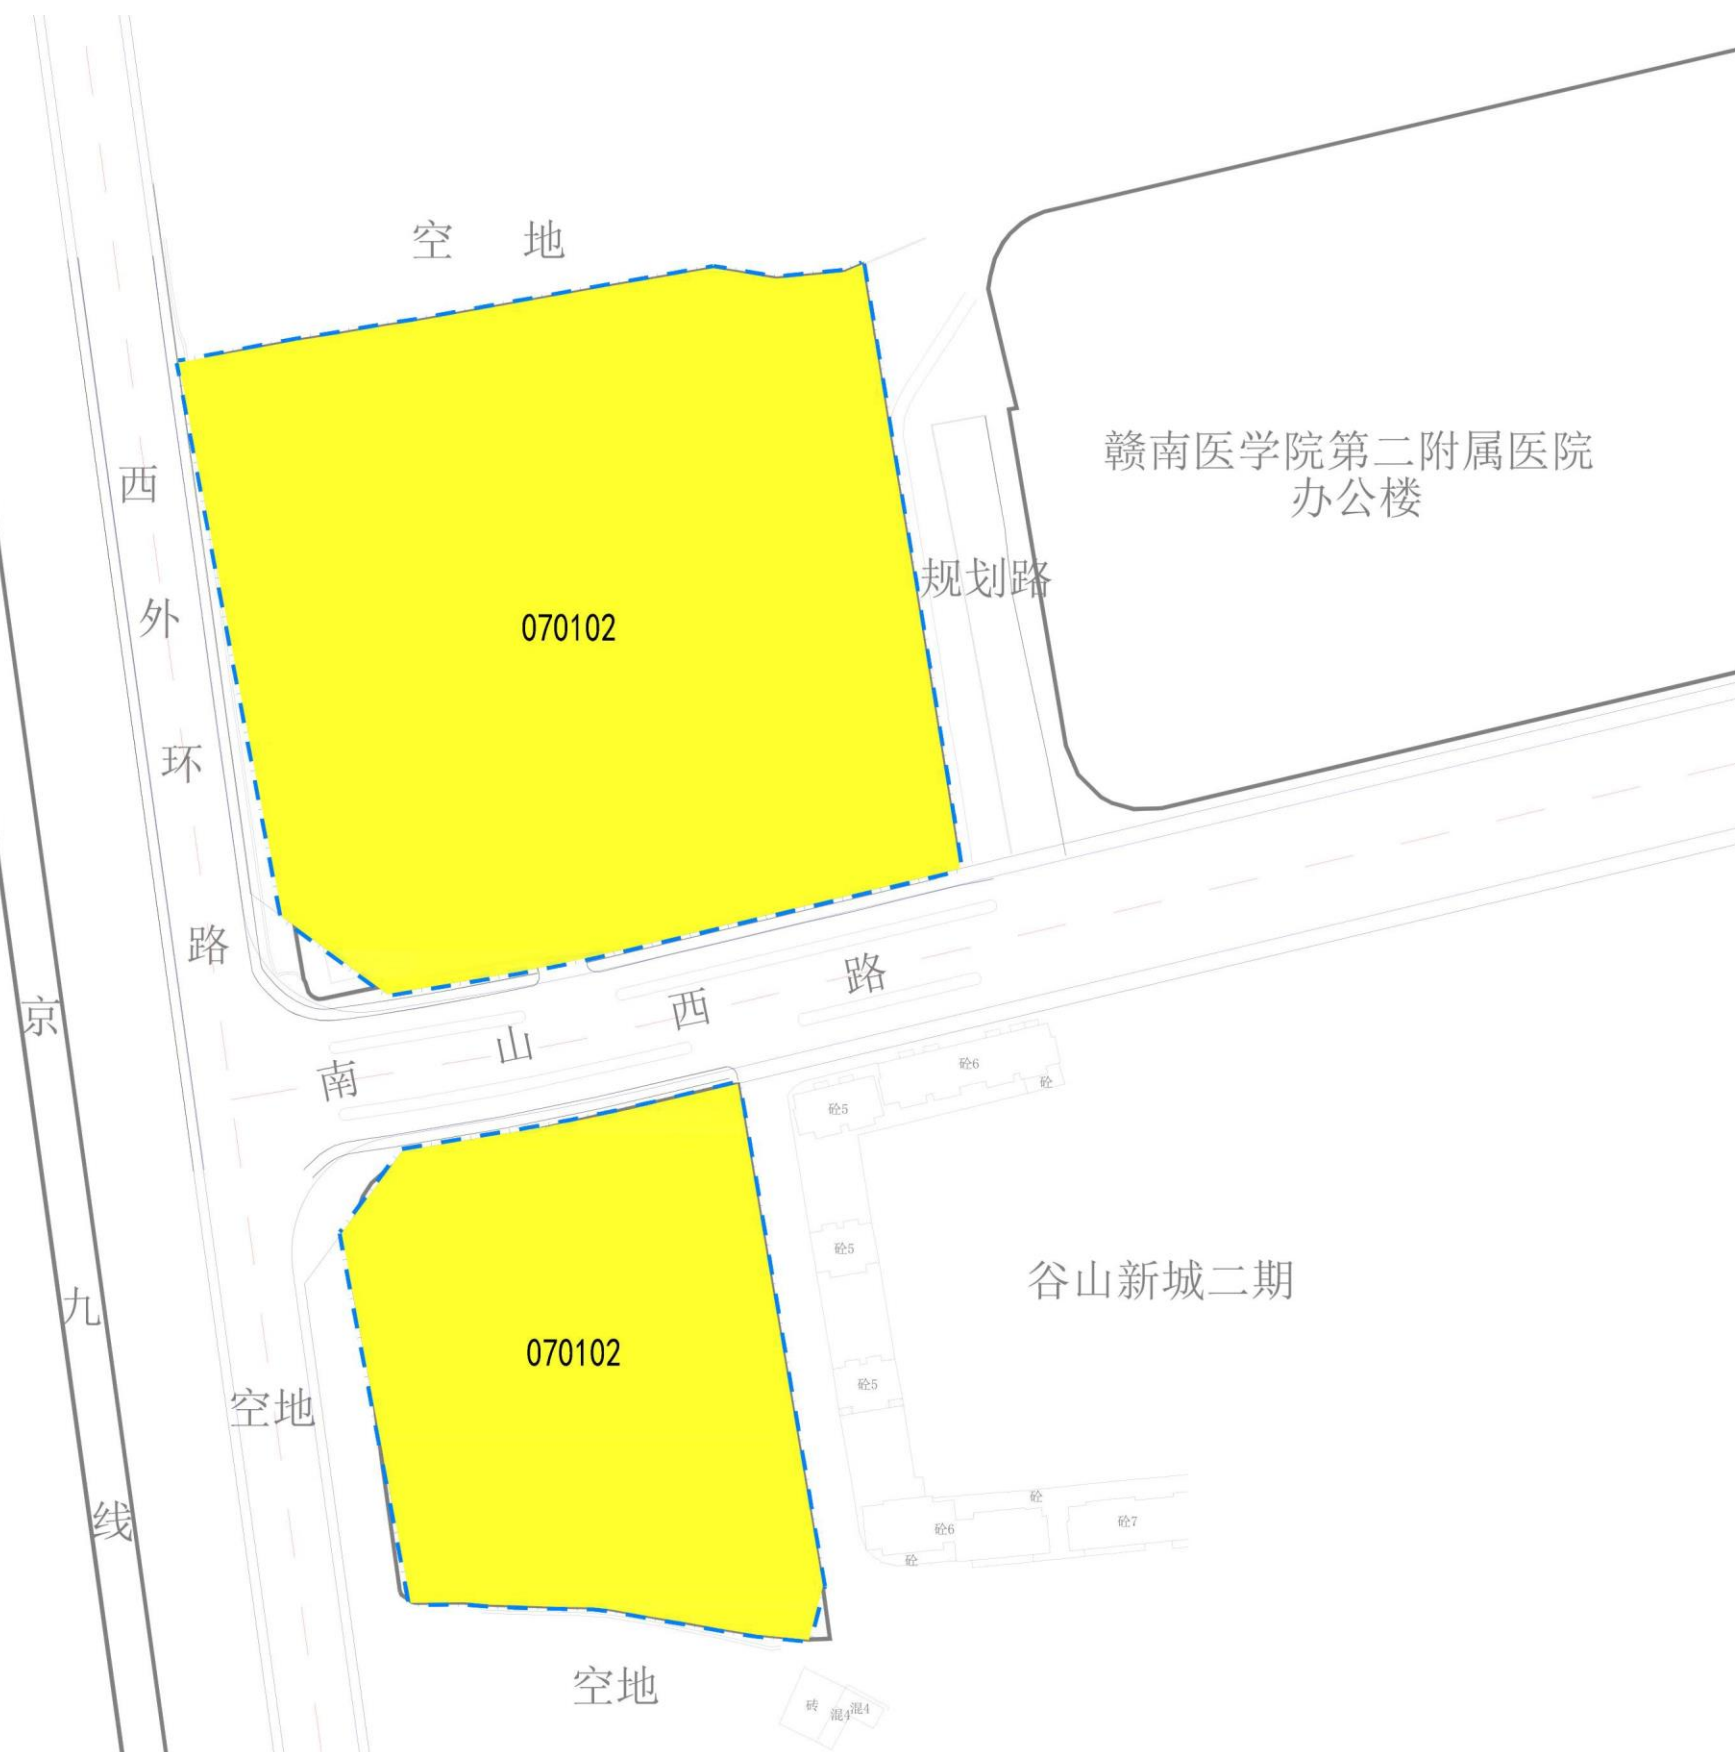 空 地
赣南医学院第二附属医院
办公楼
西外环路
规划路
070102
南山西路
京九线
砼6
砼
砼5
砼5
谷山新城二期
070102
砼5
空地
砼
砼6
砼7
砼
空地
砖
混4
混4